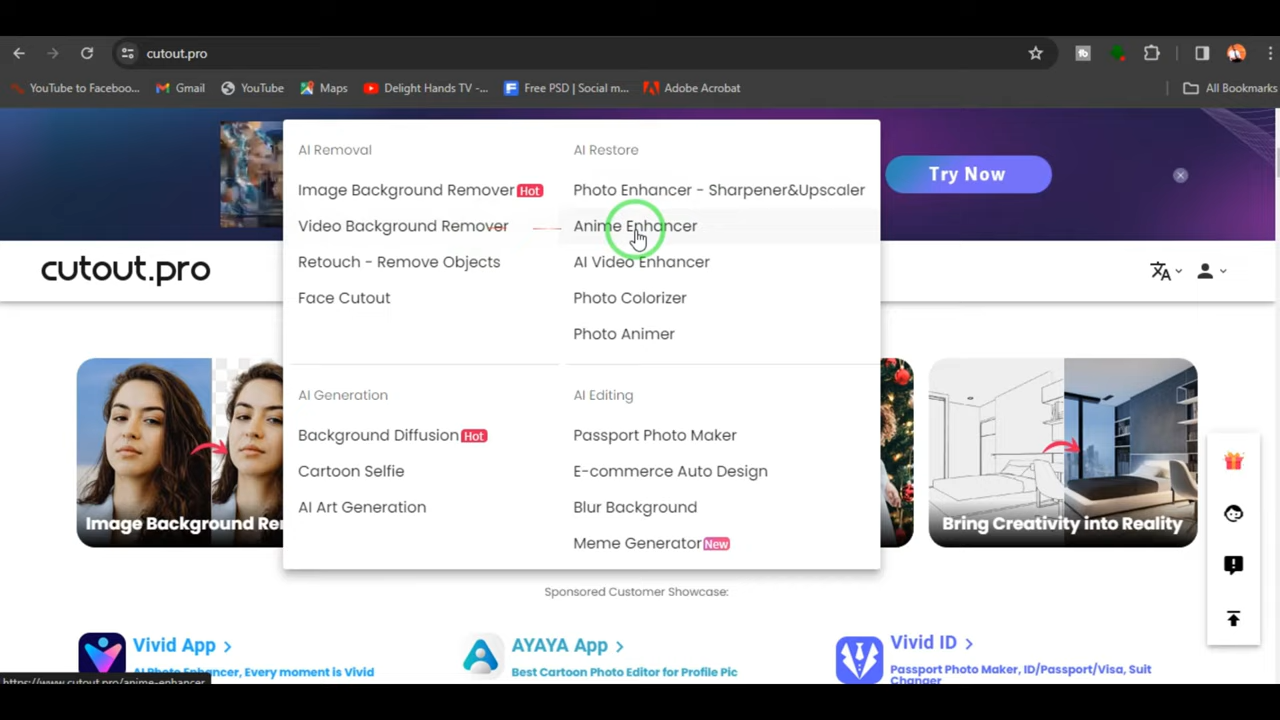 cutout.pro
YouTube to Faceboo...
Gmail
YouTube
Maps
Delight Hands TV -...
Free PSD | Social m...
Adobe Acrobat
All Bookmarks
Try Now
cutout.pro
AI Removal
Image Background Remover Hot
Video Background Remover
Retouch - Remove Objects
Face Cutout
AI Restore
Photo Enhancer - Sharpener&Upscaler
Anime Enhancer
AI Video Enhancer
Photo Colorizer
Photo Animer
AI Generation
Background Diffusion Hot
Cartoon Selfie
AI Art Generation
AI Editing
Passport Photo Maker
E-commerce Auto Design
Blur Background
Meme Generator New
Image Background Re
Bring Creativity into Reality
Sponsored Customer Showcase:
Vivid App >
AI Photo Enhancer, Every moment is Vivid
AYAYA App >
Best Cartoon Photo Editor for Profile Pic
Vivid ID >
Passport Photo Maker, ID/Passport/Visa, Suit
Changer
https://www.cutout.pro/anime-enhancer